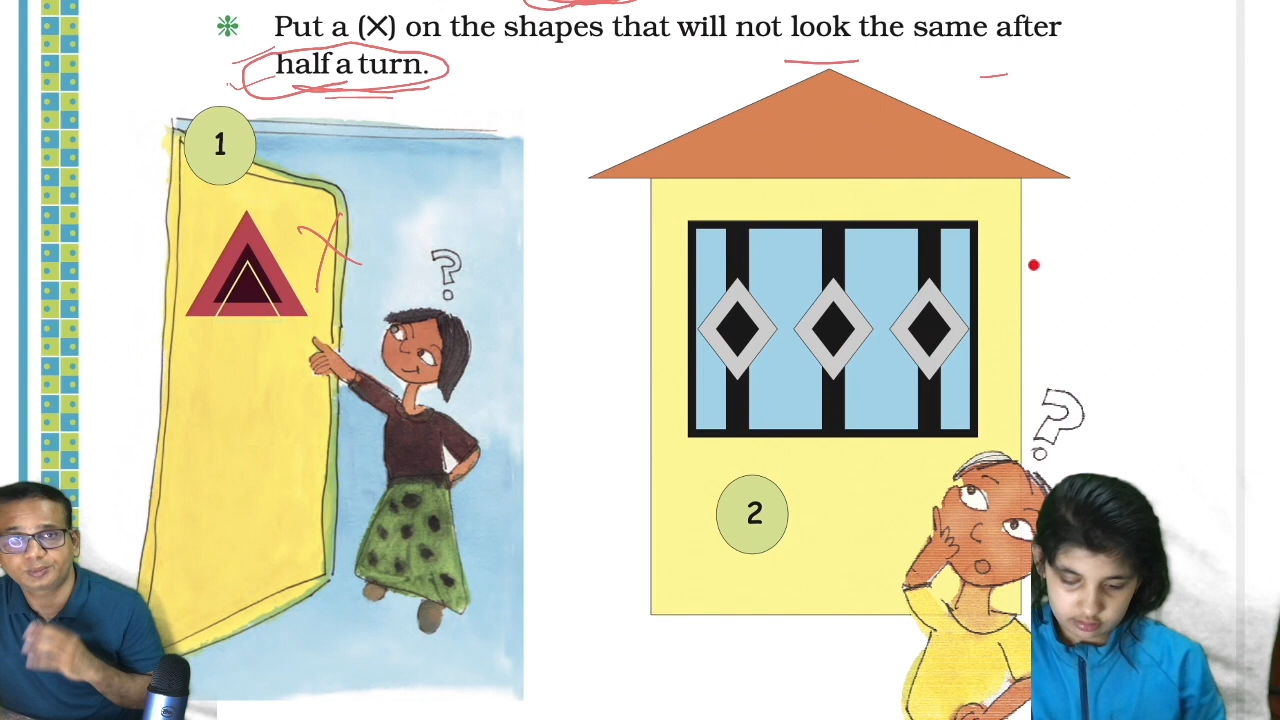 Put a (✕) on the shapes that will not look the same after
half a turn.
1
?
2
?